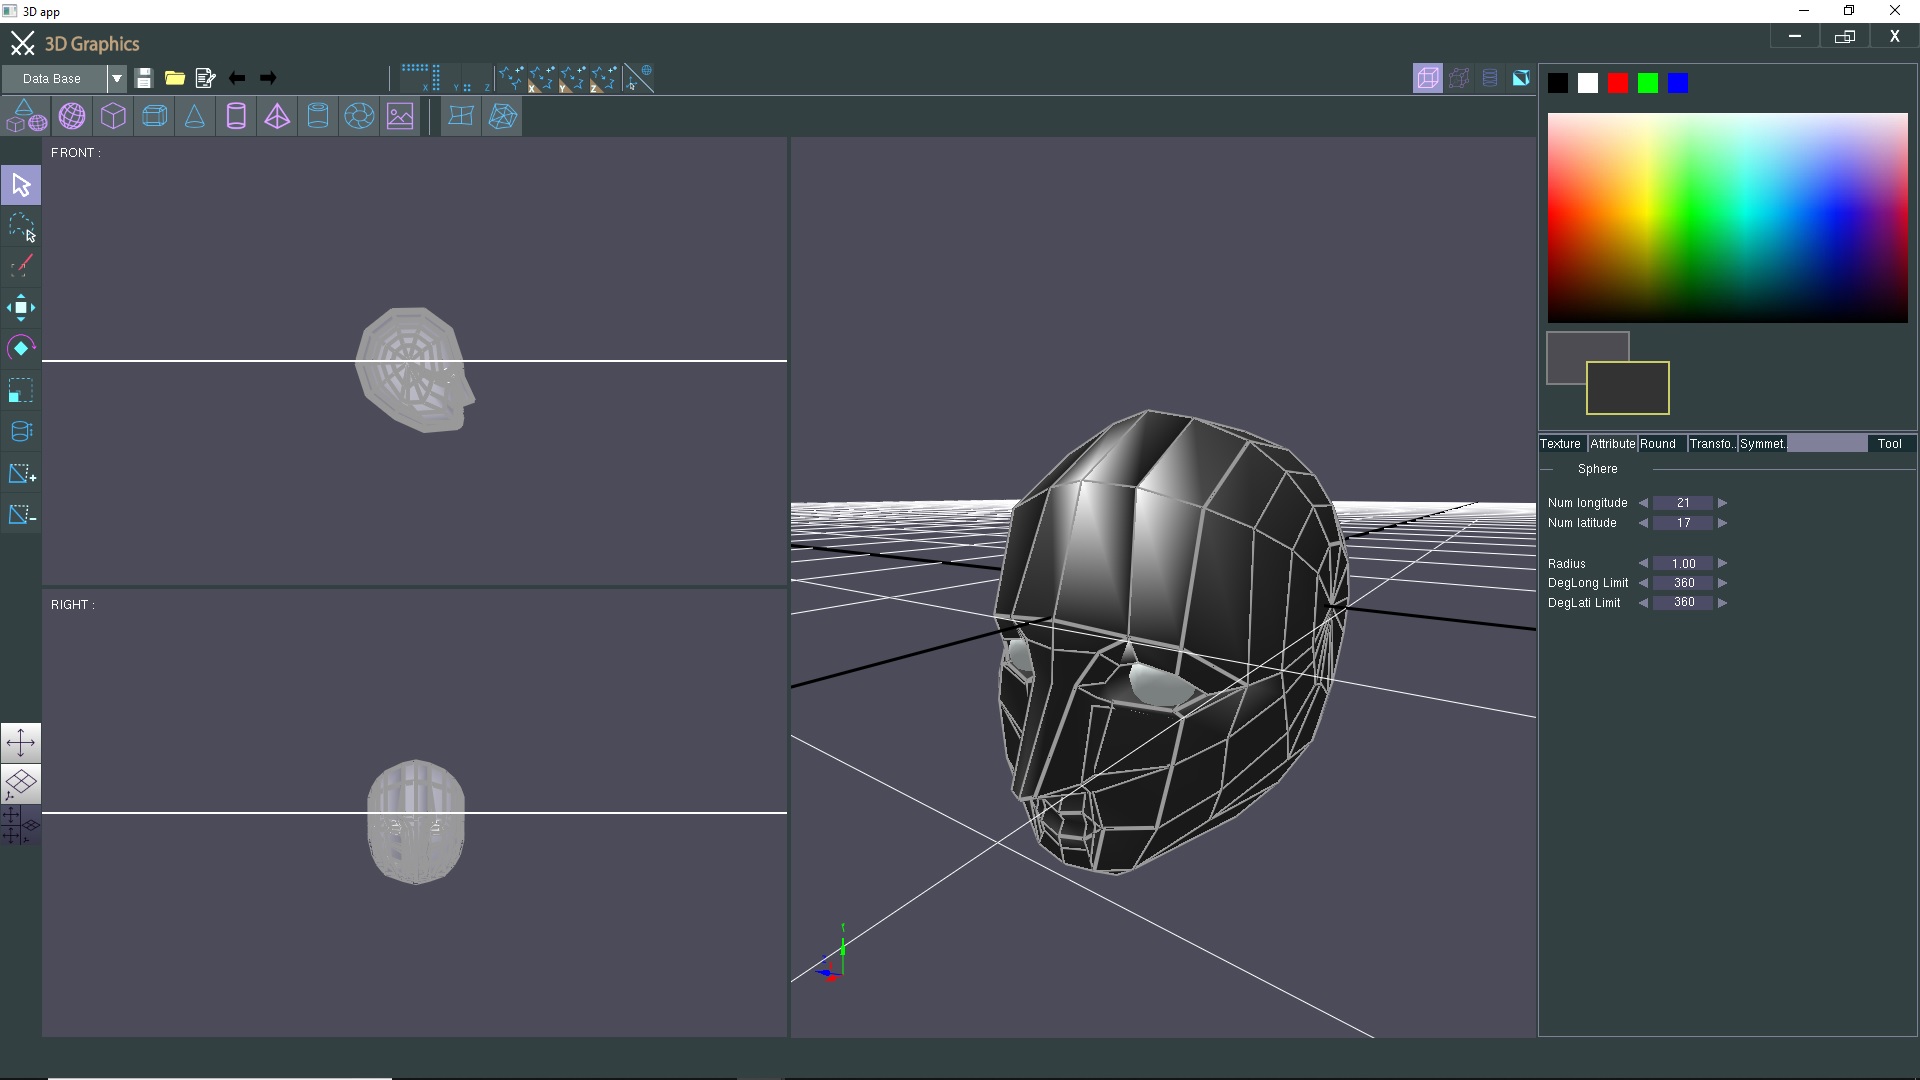 3D app
3D Graphics
X
Data Base
X Y Z
X Y Z
FRONT :
RIGHT :
Texture Attribute Round Transfo.. Symmet.. Tool
Sphere
Num longitude 21
Num latitude 17
Radius 1.00
DegLong Limit 360
DegLati Limit 360